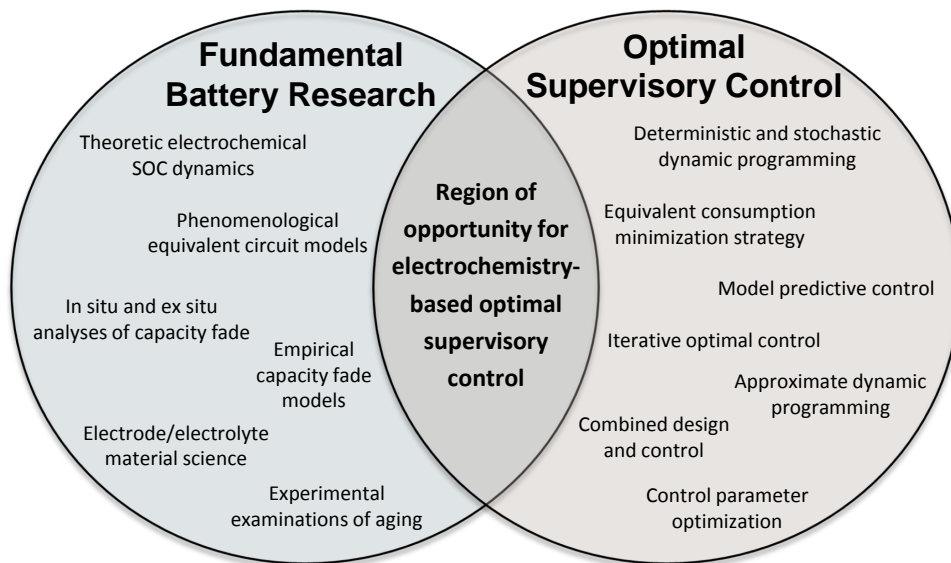 Fundamental
Battery Research
Theoretic electrochemical
SOC dynamics
Phenomenological
equivalent circuit models
In situ and ex situ
analyses of capacity fade
Empirical
capacity fade
models
Electrode/electrolyte
material science
Experimental
examinations of aging
Region of
opportunity for
electrochemistry-
based optimal
supervisory
control
Optimal
Supervisory Control
Deterministic and stochastic
dynamic programming
Equivalent consumption
minimization strategy
Model predictive control
Iterative optimal control
Approximate dynamic
programming
Combined design
and control
Control parameter
optimization